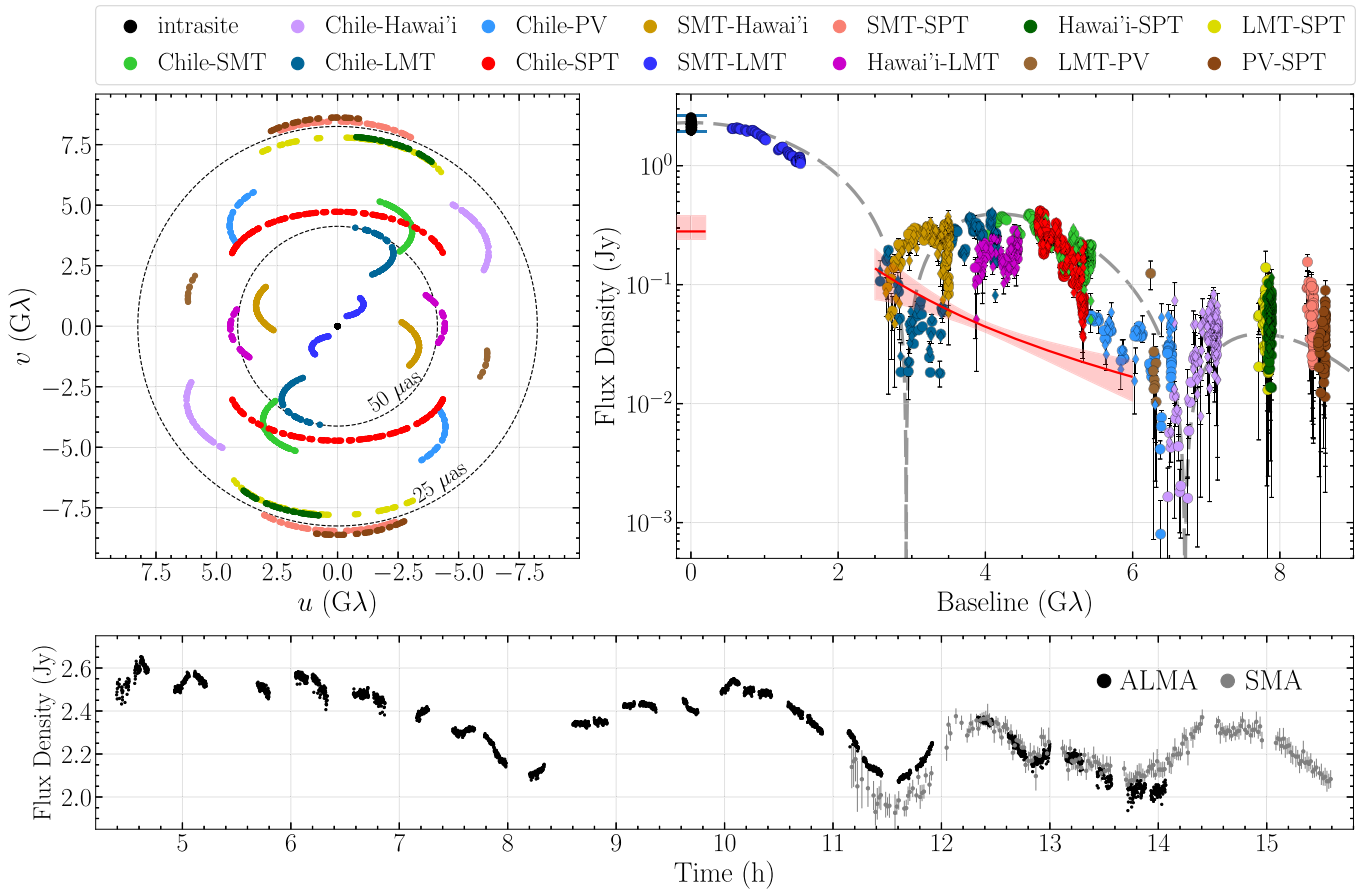 intrasite Chile-Hawai'i Chile-PV SMT-Hawai'i SMT-SPT Hawai'i-SPT LMT-SPT
Chile-SMT Chile-LMT Chile-SPT SMT-LMT Hawai'i-LMT LMT-PV PV-SPT
7.5
5.0
2.5
0.0
−2.5
−5.0
−7.5
v (Gλ)
50 μas
25 μas
7.5 5.0 2.5 0.0 −2.5 −5.0 −7.5
u (Gλ)
10⁰
10⁻¹
10⁻²
10⁻³
Flux Density (Jy)
0 2 4 6 8
Baseline (Gλ)
2.6
2.4
2.2
2.0
Flux Density (Jy)
ALMA SMA
5 6 7 8 9 10 11 12 13 14 15
Time (h)